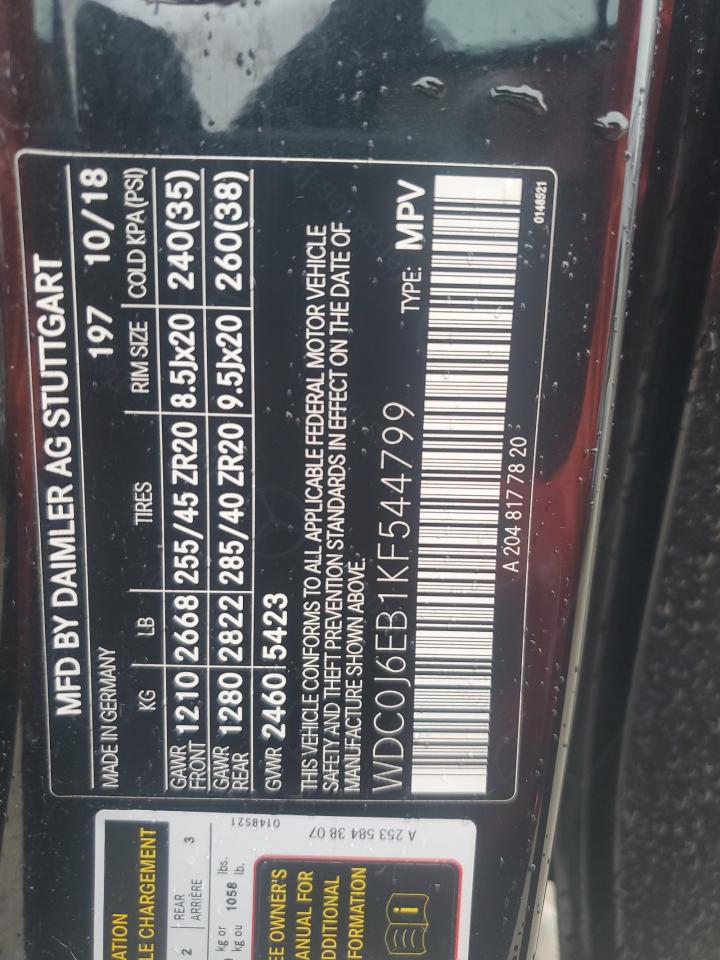 MFD BY DAIMLER AG STUTTGART
197 10/18
MADE IN GERMANY
KG LB TIRES RIM SIZE COLD KPA(PSI)
GAWR FRONT 1210 2668 255/45 ZR20 8.5Jx20 240(35)
GAWR REAR 1280 2822 285/40 ZR20 9.5Jx20 260(38)
GVWR 2460 5423
THIS VEHICLE CONFORMS TO ALL APPLICABLE FEDERAL MOTOR VEHICLE
SAFETY AND THEFT PREVENTION STANDARDS IN EFFECT ON THE DATE OF
MANUFACTURE SHOWN ABOVE.
WDC0J6EB1KF544799 TYPE: MPV
A 204 817 78 20
0148521
ATION
LE CHARGEMENT
2 REAR 3
ARRIÈRE
kg or lbs.
kg ou 1058 lb.
EE OWNER'S
ANUAL FOR
DDITIONAL
FORMATION
i
A 253 584 38 07
0148521